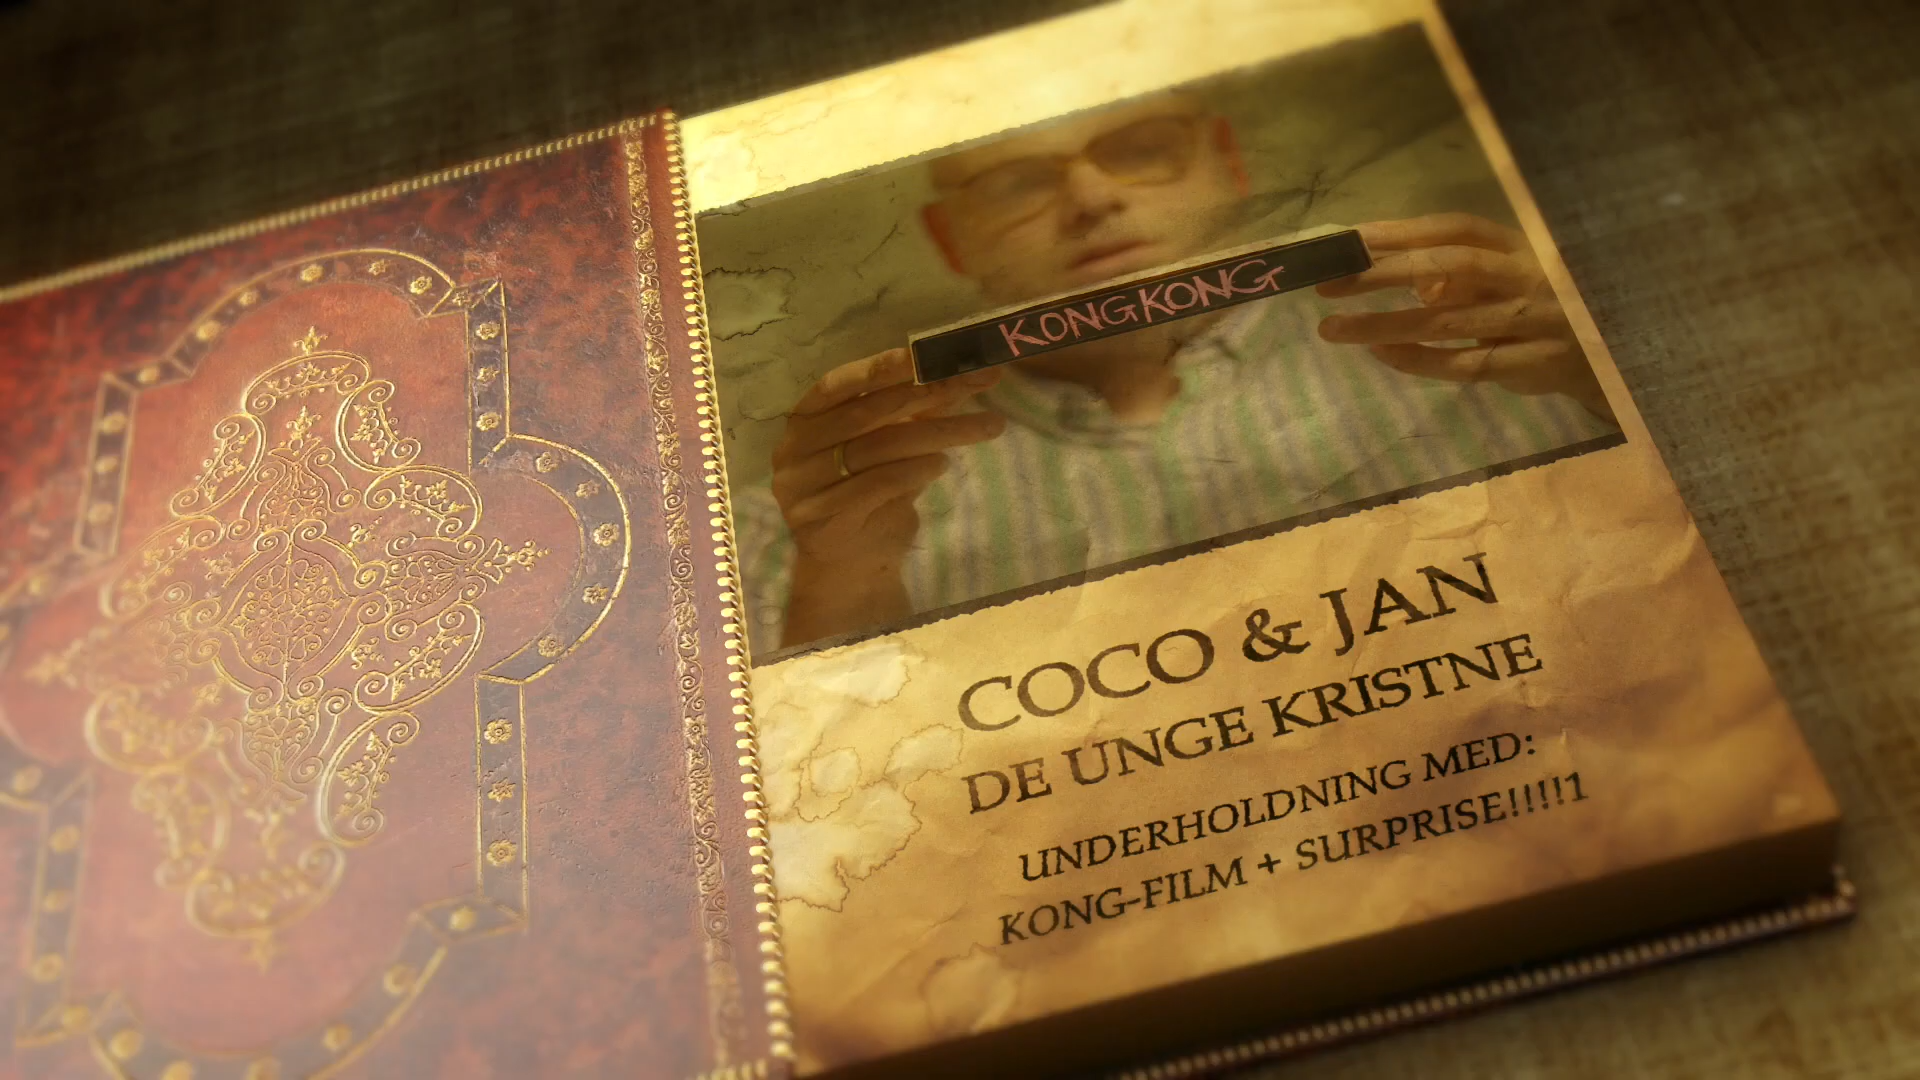 KONGKONG
COCO & JAN
DE UNGE KRISTNE
UNDERHOLDNING MED:
KONG-FILM + SURPRISE!!!!1